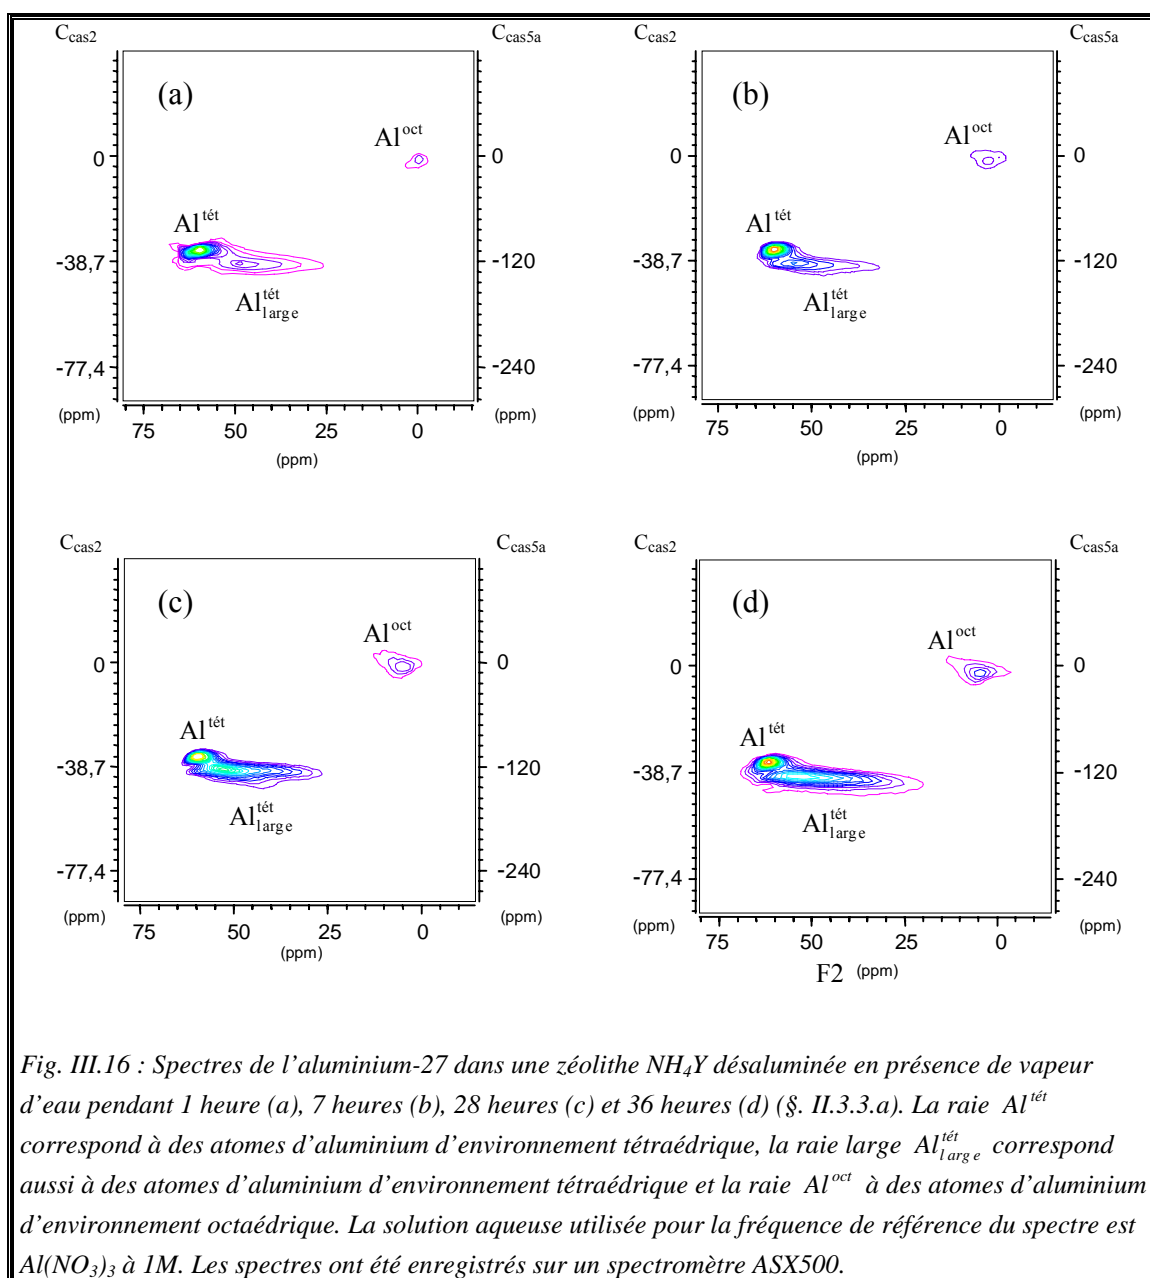 C_cas2 C_cas5a C_cas2 C_cas5a
(a) (b)
Al^oct Al^oct
0 0 0 0
Al^tét Al^tét
-38,7 -120 -38,7 -120
Al^tét_large Al^tét_large
-77,4 -240 -77,4 -240
(ppm) (ppm) (ppm) (ppm)
75 50 25 0 75 50 25 0
(ppm) (ppm)
C_cas2 C_cas5a C_cas2 C_cas5a
(c) (d)
Al^oct Al^oct
0 0 0 0
Al^tét Al^tét
-38,7 -120 -38,7 -120
Al^tét_large Al^tét_large
-77,4 -240 -77,4 -240
(ppm) (ppm) (ppm) (ppm)
75 50 25 0 75 50 25 0
(ppm) F2 (ppm)
Fig. III.16 : Spectres de l'aluminium-27 dans une zéolithe NH₄Y désaluminée en présence de vapeur
d'eau pendant 1 heure (a), 7 heures (b), 28 heures (c) et 36 heures (d) (§. II.3.3.a). La raie Al^tét
correspond à des atomes d'aluminium d'environnement tétraédrique, la raie large Al^tét_large correspond
aussi à des atomes d'aluminium d'environnement tétraédrique et la raie Al^oct à des atomes d'aluminium
d'environnement octaédrique. La solution aqueuse utilisée pour la fréquence de référence du spectre est
Al(NO₃)₃ à 1M. Les spectres ont été enregistrés sur un spectromètre ASX500.